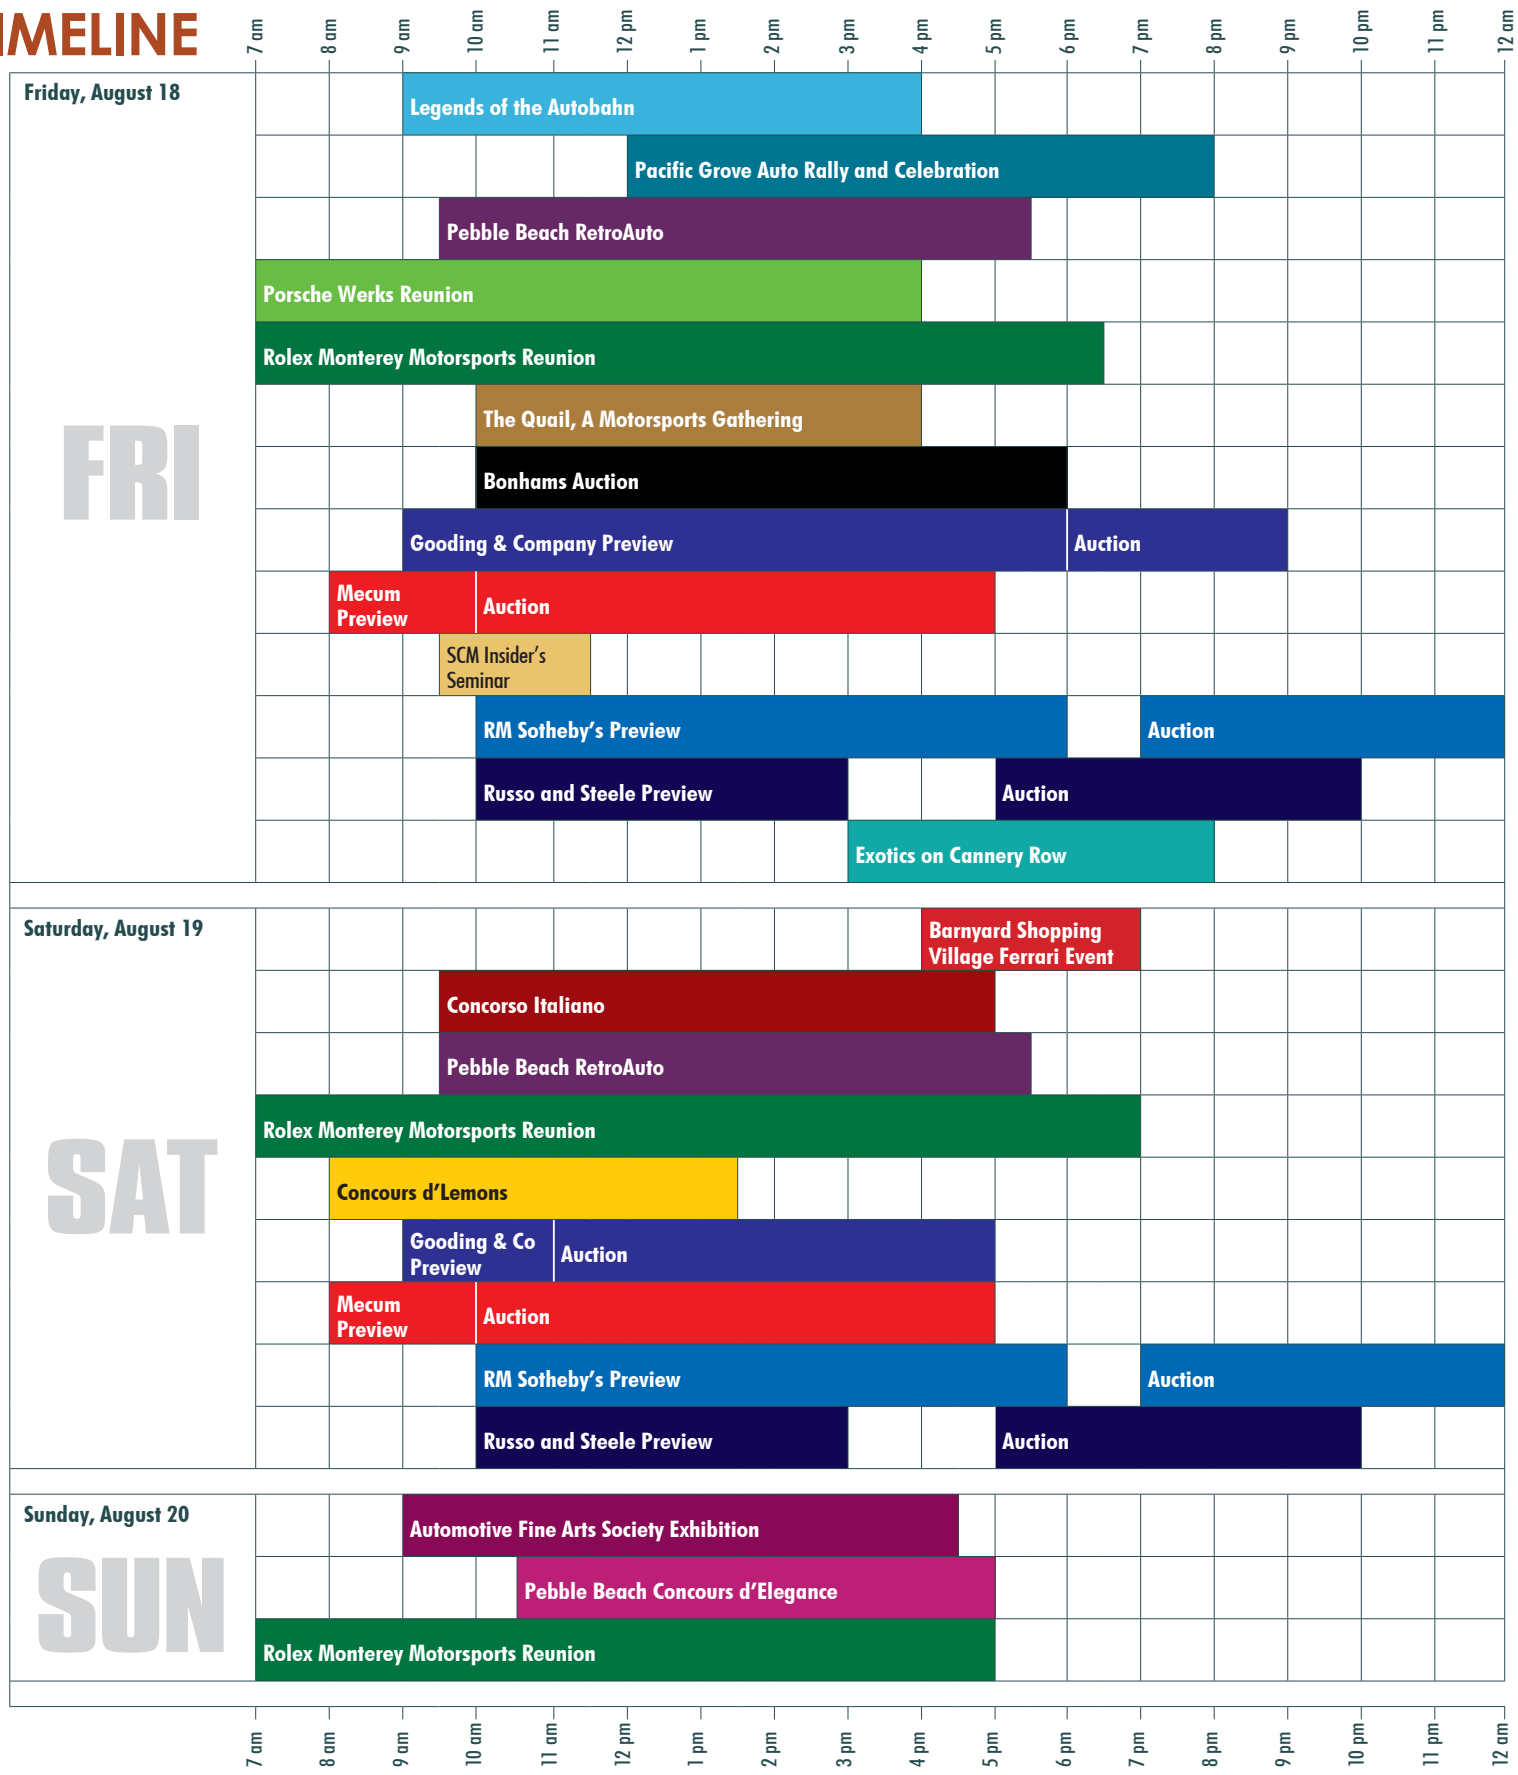 IMELINE
7 am 8 am 9 am 10 am 11 am 12 pm 1 pm 2 pm 3 pm 4 pm 5 pm 6 pm 7 pm 8 pm 9 pm 10 pm 11 pm 12 am
Friday, August 18
FRI
Legends of the Autobahn
Pacific Grove Auto Rally and Celebration
Pebble Beach RetroAuto
Porsche Werks Reunion
Rolex Monterey Motorsports Reunion
The Quail, A Motorsports Gathering
Bonhams Auction
Gooding & Company Preview
Auction
Mecum
Preview
Auction
SCM Insider’s
Seminar
RM Sotheby’s Preview
Auction
Russo and Steele Preview
Auction
Exotics on Cannery Row
Saturday, August 19
SAT
Barnyard Shopping
Village Ferrari Event
Concorso Italiano
Pebble Beach RetroAuto
Rolex Monterey Motorsports Reunion
Concours d’Lemons
Gooding & Co
Preview
Auction
Mecum
Preview
Auction
RM Sotheby’s Preview
Auction
Russo and Steele Preview
Auction
Sunday, August 20
SUN
Automotive Fine Arts Society Exhibition
Pebble Beach Concours d’Elegance
Rolex Monterey Motorsports Reunion
7 am 8 am 9 am 10 am 11 am 12 pm 1 pm 2 pm 3 pm 4 pm 5 pm 6 pm 7 pm 8 pm 9 pm 10 pm 11 pm 12 am